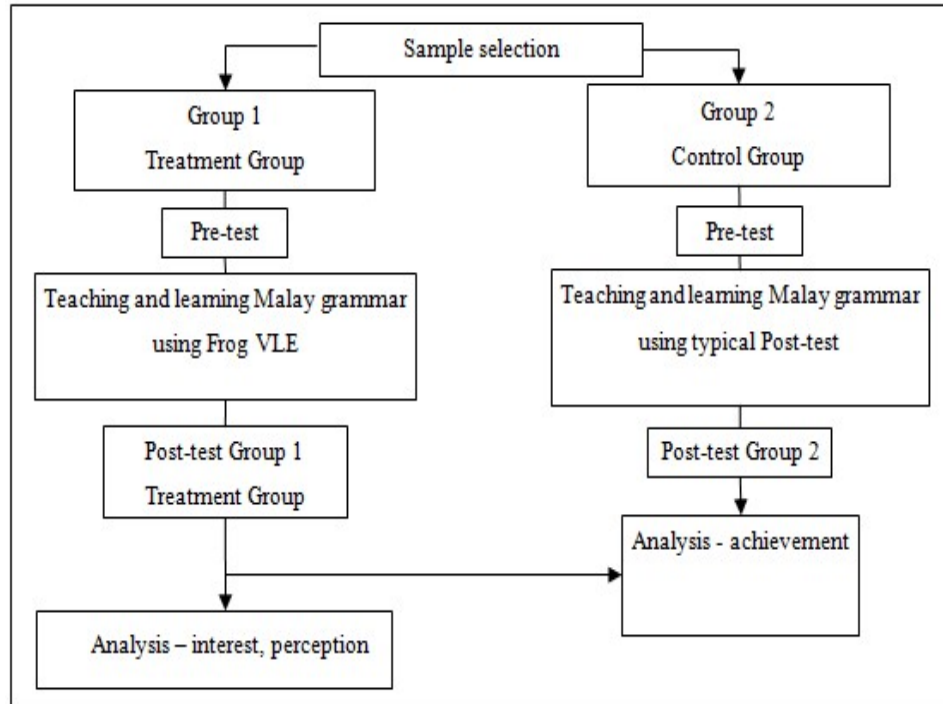 Sample selection
Group 1
Treatment Group
Group 2
Control Group
Pre-test
Pre-test
Teaching and learning Malay grammar
using Frog VLE
Teaching and learning Malay grammar
using typical Post-test
Post-test Group 1
Treatment Group
Post-test Group 2
Analysis - achievement
Analysis – interest, perception